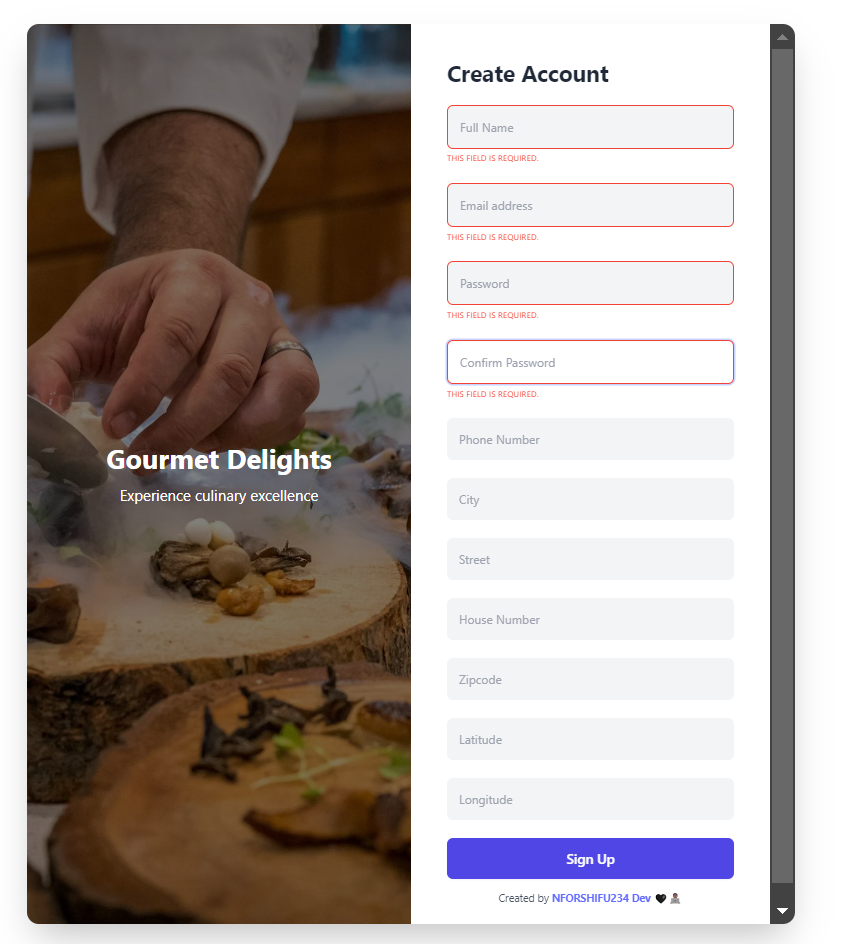 Gourmet Delights
Experience culinary excellence
Create Account
Full Name
THIS FIELD IS REQUIRED.
Email address
THIS FIELD IS REQUIRED.
Password
THIS FIELD IS REQUIRED.
Confirm Password
THIS FIELD IS REQUIRED.
Phone Number
City
Street
House Number
Zipcode
Latitude
Longitude
Sign Up
Created by NFORSHIFU234 Dev 🖤 👨🏾‍💻